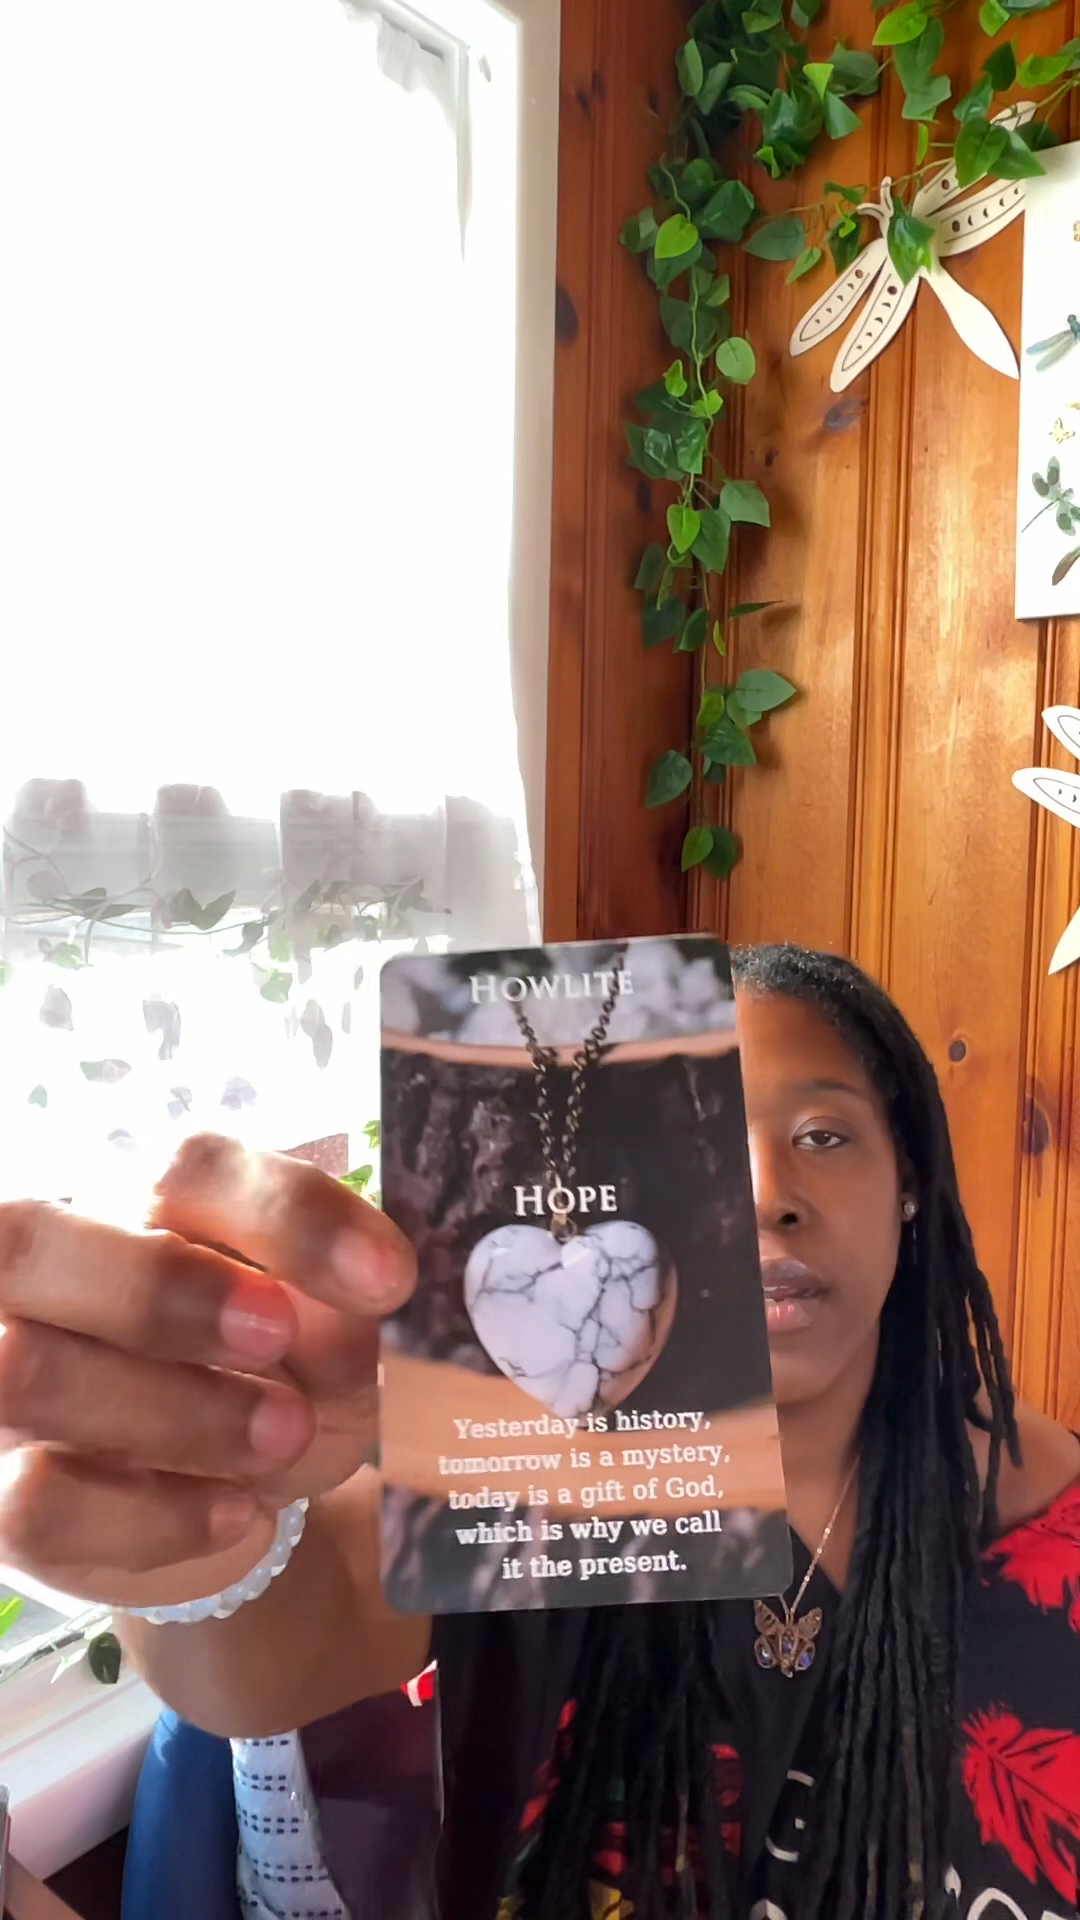 HOWLITE
HOPE
Yesterday is history,
tomorrow is a mystery,
today is a gift of God,
which is why we call
it the present.